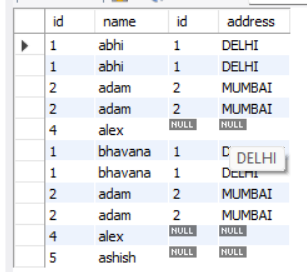 id name id address
1 abhi 1 DELHI
1 abhi 1 DELHI
2 adam 2 MUMBAI
2 adam 2 MUMBAI
4 alex NULL NULL
1 bhavana 1 DELHI
1 bhavana 1 DELHI
2 adam 2 MUMBAI
2 adam 2 MUMBAI
4 alex NULL NULL
5 ashish NULL NULL